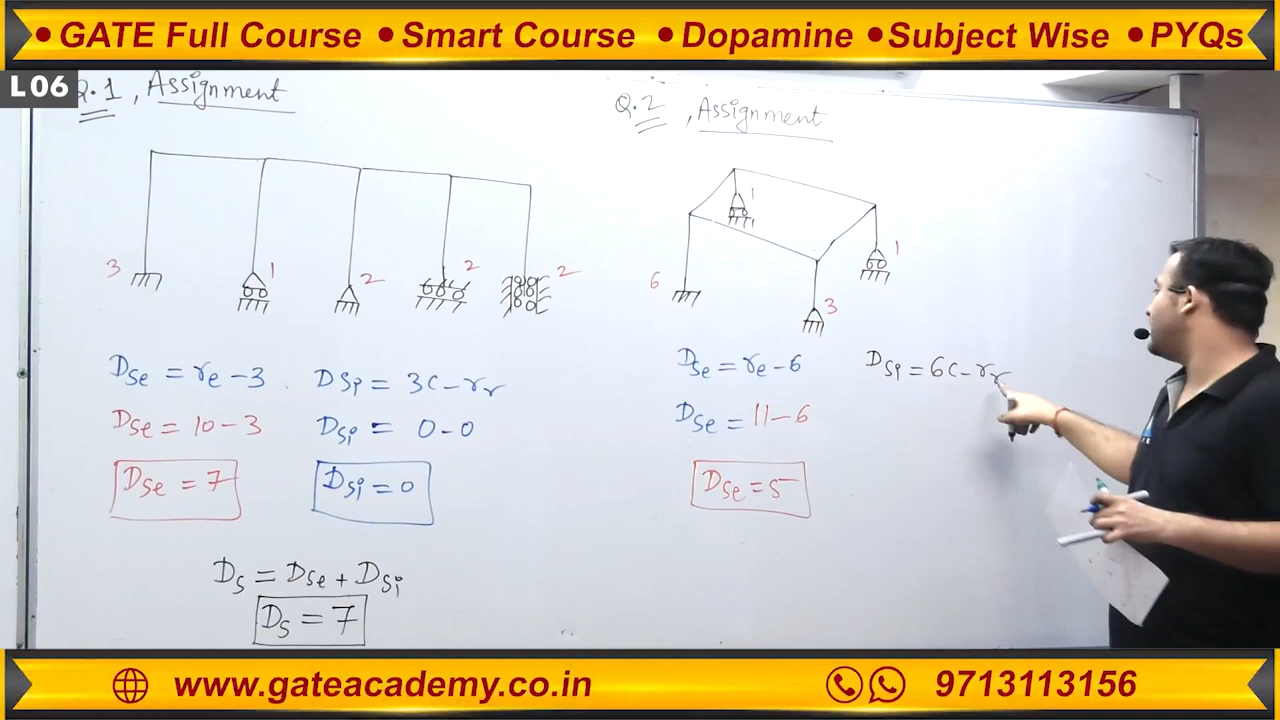 • GATE Full Course • Smart Course • Dopamine • Subject Wise • PYQs
L 06
Q.1, Assignment
3 1 2 2 2
Dse = re - 3 Dsi = 3c - rr
Dse = 10 - 3 Dsi = 0 - 0
Dse = 7 Dsi = 0
Ds = Dse + Dsi
Ds = 7
Q.2, Assignment
1
1
6
3
Dse = re - 6 Dsi = 6c - rr
Dse = 11 - 6
Dse = 5
www.gateacademy.co.in 9713113156